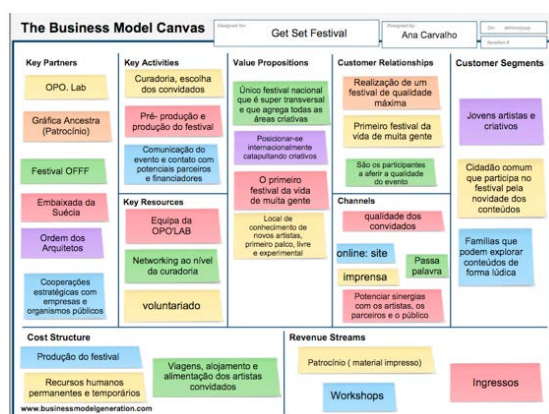 The Business Model Canvas
Designed for:
Get Set Festival
Designed by:
Ana Carvalho
On:
Iteration #
Key Partners
OPO. Lab
Gráfica Ancestra
(Patrocínio)
Festival OFFF
Embaixada da
Suécia
Ordem dos
Arquitetos
Cooperações
estratégicas com
empresas e
organismos públicos
Key Activities
Curadoria, escolha
dos convidados
Pré- produção e
produção do festival
Comunicação do
evento e contato com
potenciais parceiros
e financiadores
Key Resources
Equipa da
OPO'LAB
Networking ao nível
da curadoria
voluntariado
Value Propositions
Único festival nacional
que é super transversal
e que agrega todas as
áreas criativas
Posicionar-se
internacionalmente
catapultando criativos
O primeiro
festival da vida
de muita gente
Local de
conhecimento de
novos artistas,
primeiro palco, livre
e experimental
Customer Relationships
Realização de um
festival de qualidade
máxima
Primeiro festival da
vida de muita gente
São os participantes
a aferir a qualidade
do evento
Channels
qualidade dos
convidados
online: site
Passa
palavra
imprensa
Potenciar sinergias
com os artistas, os
parceiros e o público
Customer Segments
Jovens artistas e
criativos
Cidadão comum
que participa no
festival pela
novidade dos
conteúdos
Famílias que
podem explorar
conteúdos de
forma lúdica
Cost Structure
Produção do festival
Recursos humanos
permanentes e temporários
Viagens, alojamento e
alimentação dos artistas
convidados
Revenue Streams
Patrocínio ( material impresso)
Workshops
Ingressos
www.businessmodelgeneration.com